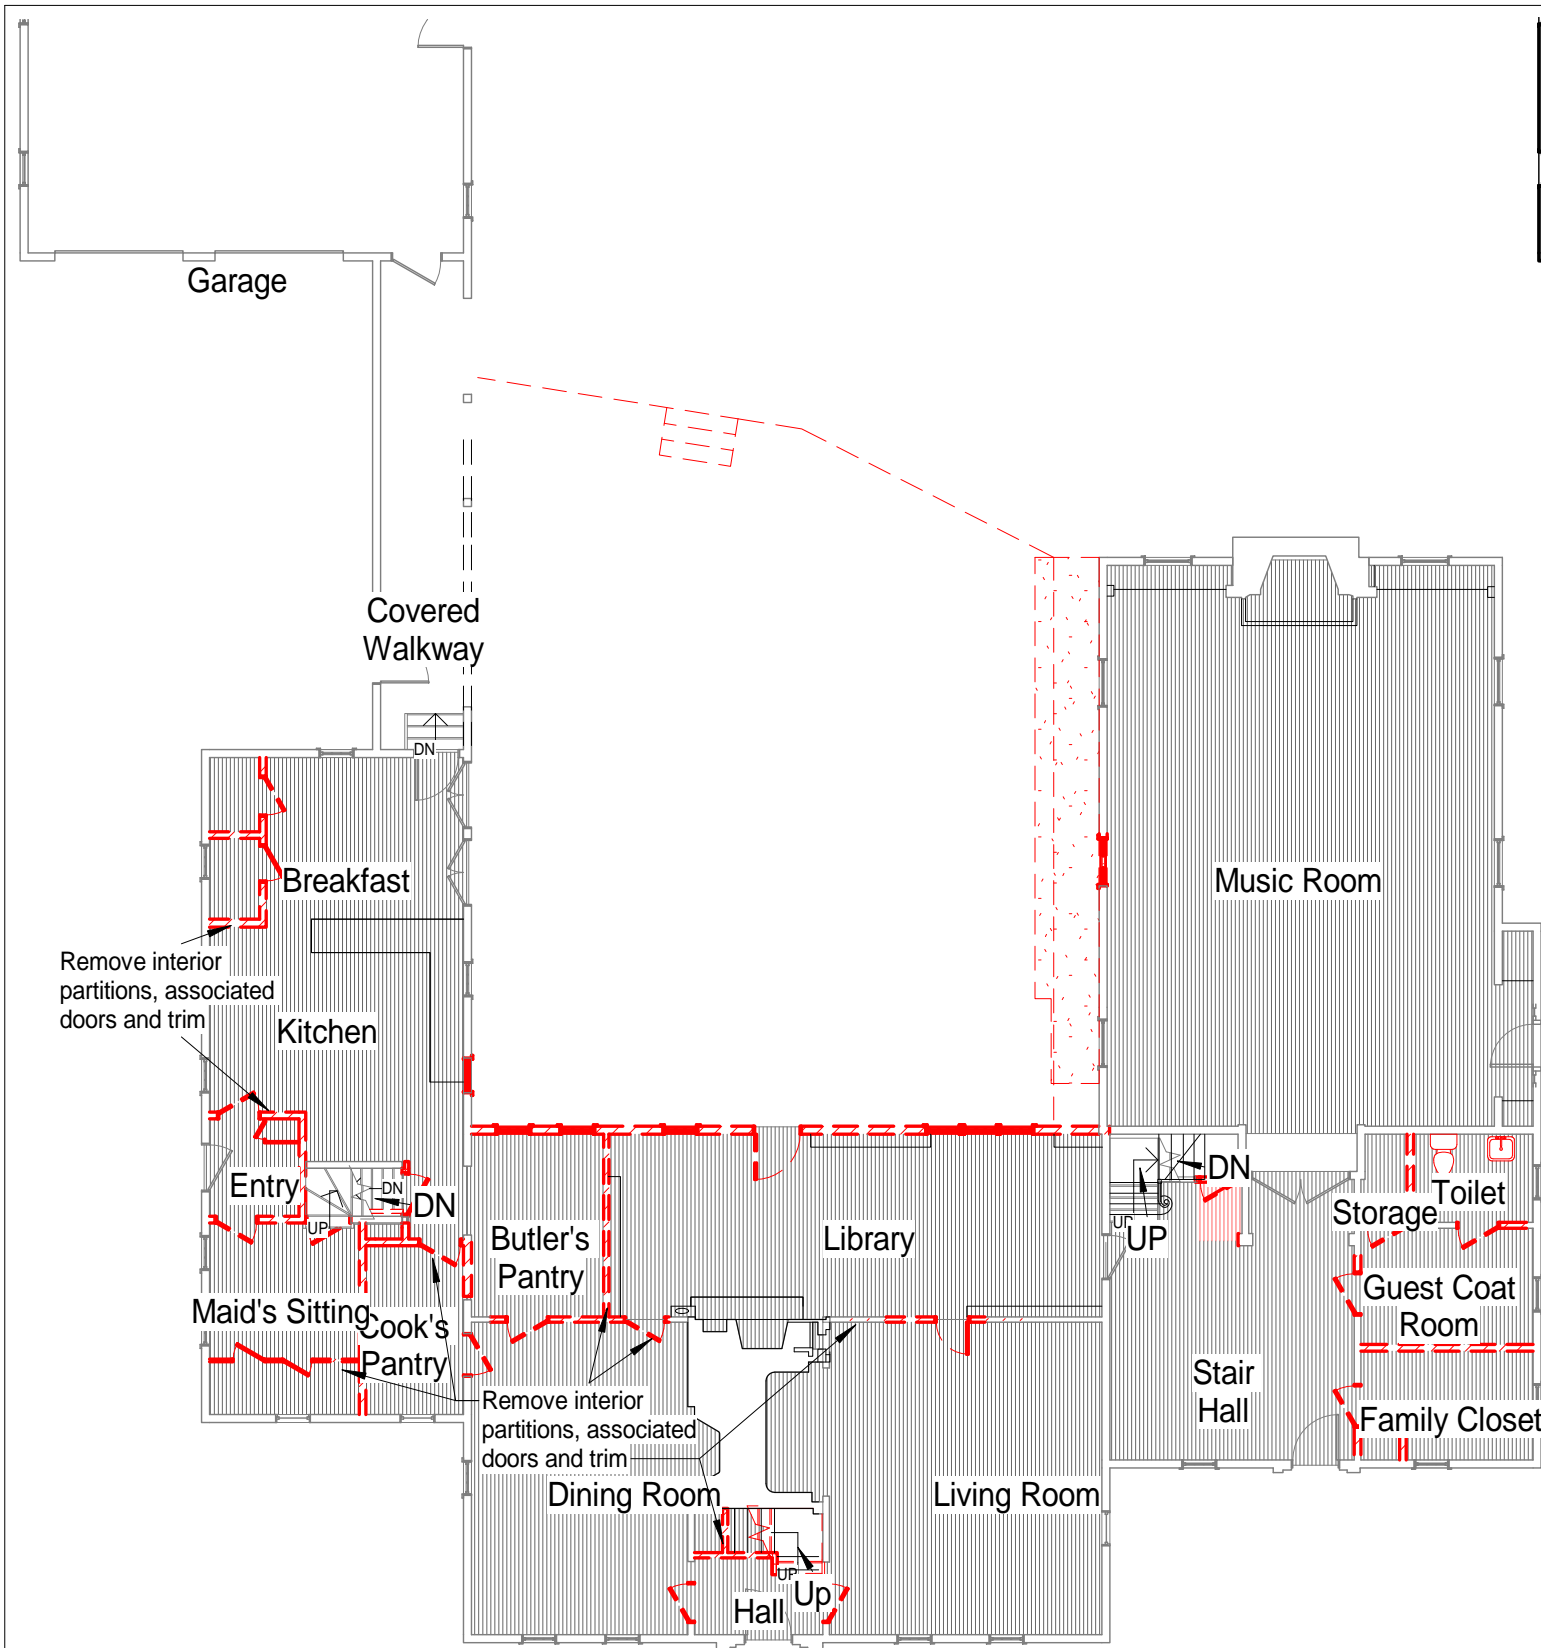 Garage
Covered
Walkway
DN
Breakfast
Music Room
Remove interior
partitions, associated
doors and trim
Kitchen
Entry
DN
DN
UP
DN
UP
UP
Toilet
Storage
Butler's
Pantry
Library
Guest Coat
Room
Maid's Sitting
Cook's
Pantry
Stair
Hall
Remove interior
partitions, associated
doors and trim
Family Closet
Dining Room
Living Room
UP
Up
Hall